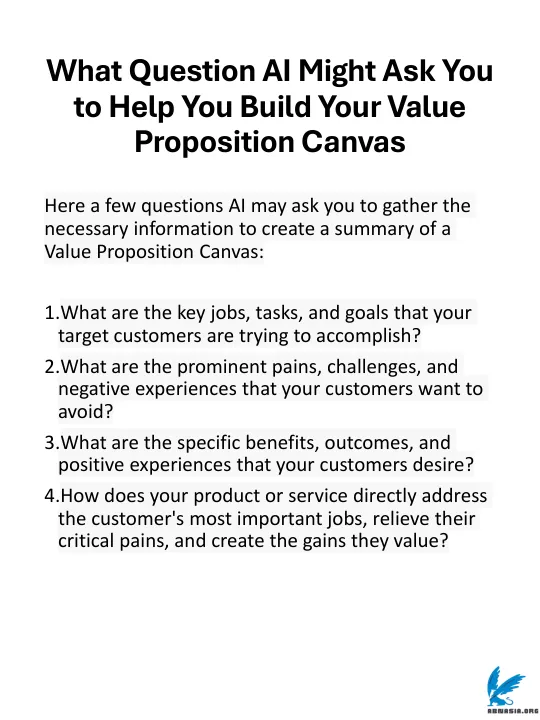 What Question AI Might Ask You
to Help You Build Your Value
Proposition Canvas
Here a few questions AI may ask you to gather the
necessary information to create a summary of a
Value Proposition Canvas:
1.What are the key jobs, tasks, and goals that your
target customers are trying to accomplish?
2.What are the prominent pains, challenges, and
negative experiences that your customers want to
avoid?
3.What are the specific benefits, outcomes, and
positive experiences that your customers desire?
4.How does your product or service directly address
the customer's most important jobs, relieve their
critical pains, and create the gains they value?
ABNASIA.ORG